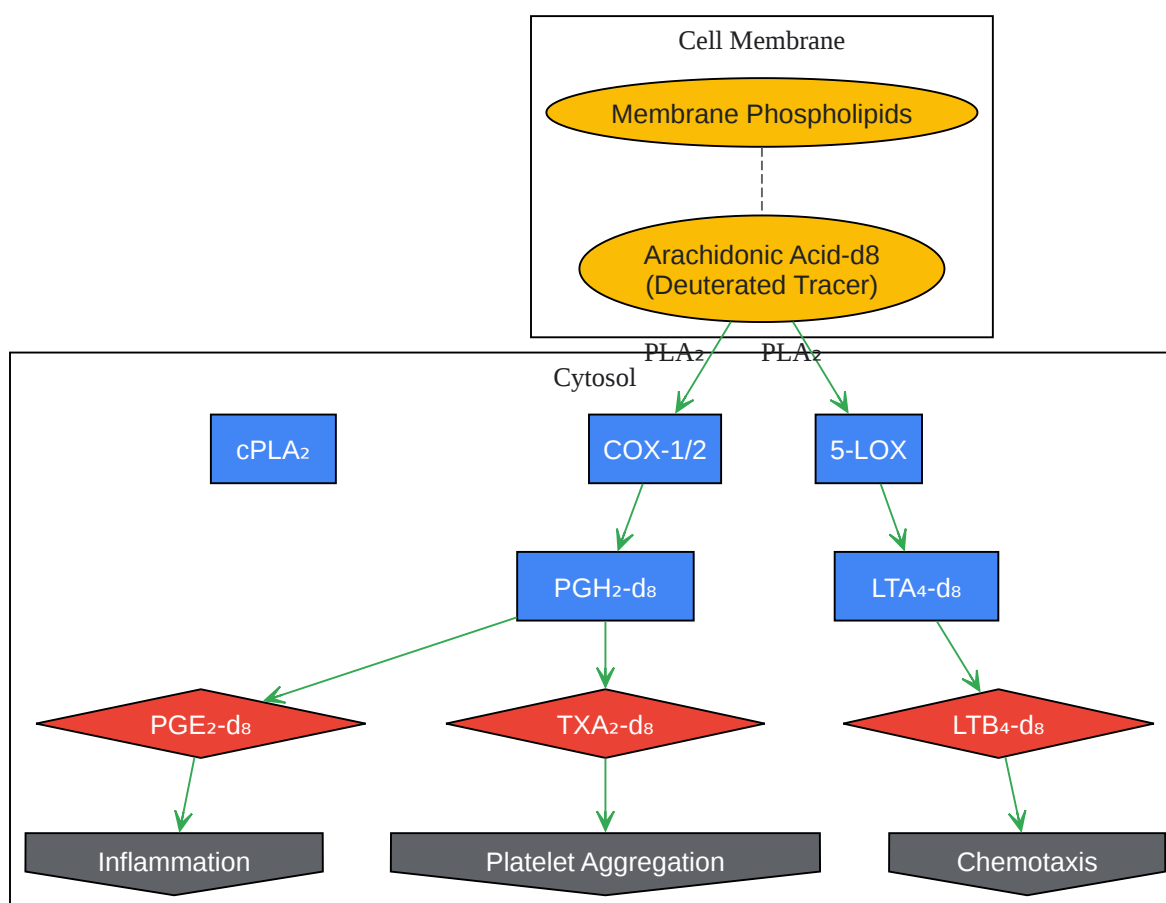 Cell Membrane
Membrane Phospholipids
Arachidonic Acid-d8
(Deuterated Tracer)
PLA₂
PLA₂
Cytosol
cPLA₂
COX-1/2
5-LOX
PGH₂-d₈
LTA₄-d₈
PGE₂-d₈
TXA₂-d₈
LTB₄-d₈
Inflammation
Platelet Aggregation
Chemotaxis